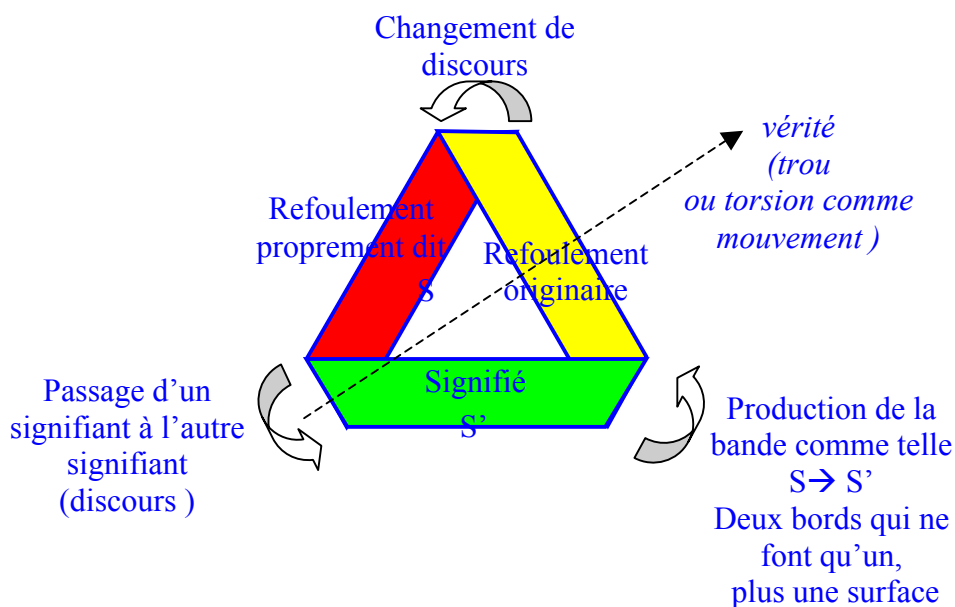 Changement de
discours
vérité
(trou
ou torsion comme
mouvement )
Refoulement
proprement dit
S
Refoulement
originaire
Signifié
S’
Passage d’un
signifiant à l’autre
signifiant
(discours )
Production de la
bande comme telle
S→ S’
Deux bords qui ne
font qu’un,
plus une surface